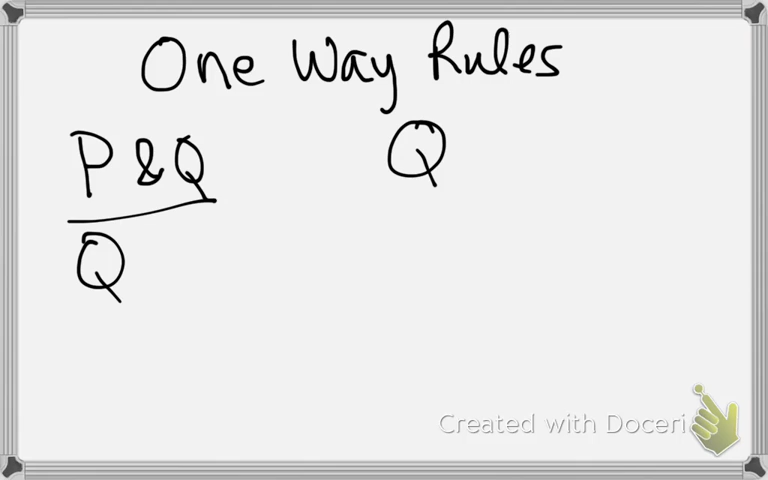 One Way Rules
P & Q
Q
Q
Created with Doceri